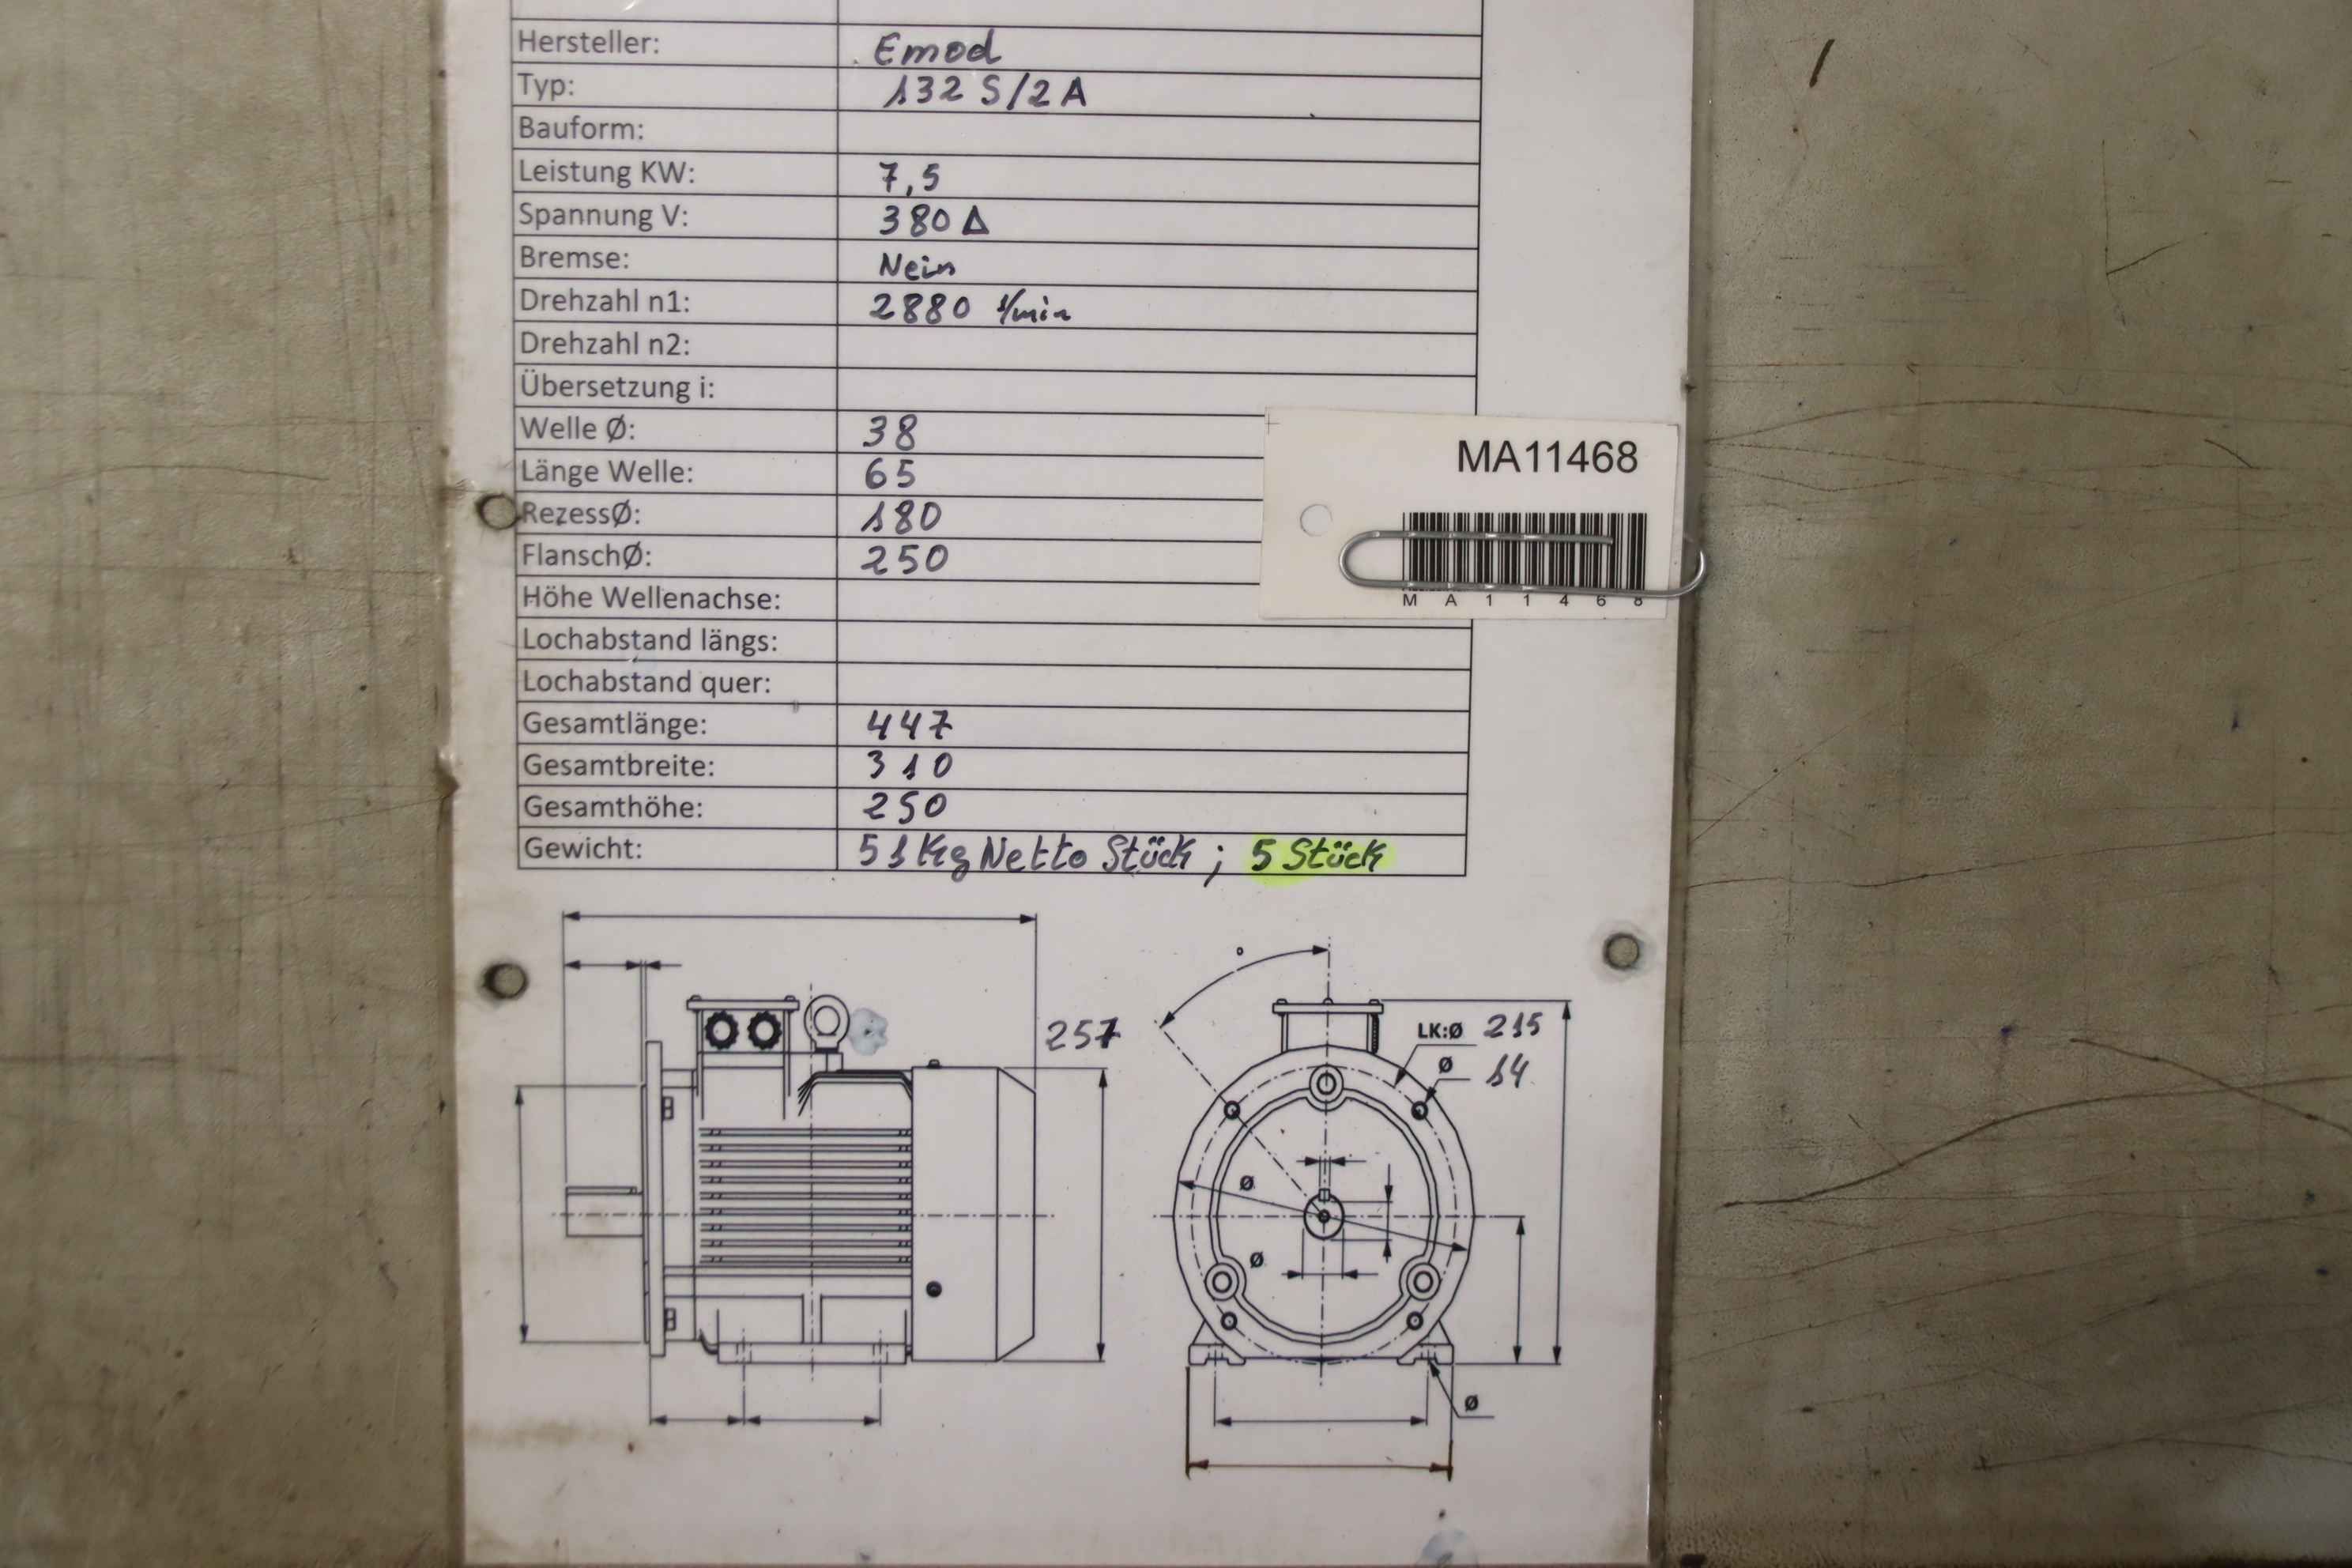 Hersteller: Emod
Typ: 132 S/2 A
Bauform:
Leistung KW: 7,5
Spannung V: 380 Δ
Bremse: Nein
Drehzahl n1: 2880 1/min
Drehzahl n2:
Übersetzung i:
Welle Ø: 38
Länge Welle: 65
RezessØ: 180
FlanschØ: 250
Höhe Wellenachse:
Lochabstand längs:
Lochabstand quer:
Gesamtlänge: 447
Gesamtbreite: 310
Gesamthöhe: 250
Gewicht: 51 Kg Netto Stück ; 5 Stück
MA11468
M A 1 1 4 6 8
257
°
LK:Ø 215
Ø 14
Ø
Ø
Ø